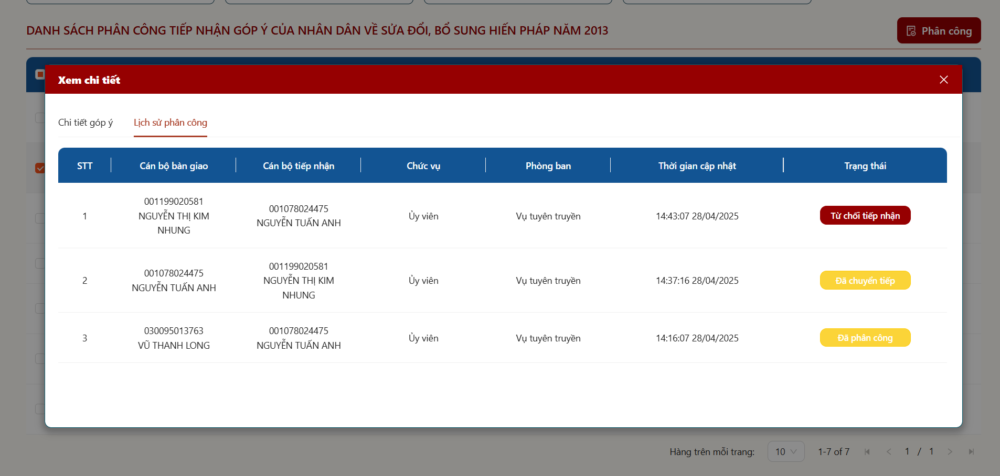 DANH SÁCH PHÂN CÔNG TIẾP NHẬN GÓP Ý CỦA NHÂN DÂN VỀ SỬA ĐỔI, BỔ SUNG HIẾN PHÁP NĂM 2013
Phân công
Xem chi tiết
Chi tiết góp ý
Lịch sử phân công
STT
Cán bộ bàn giao
Cán bộ tiếp nhận
Chức vụ
Phòng ban
Thời gian cập nhật
Trạng thái
1
001199020581
NGUYỄN THỊ KIM
NHUNG
001078024475
NGUYỄN TUẤN ANH
Ủy viên
Vụ tuyên truyền
14:43:07 28/04/2025
Từ chối tiếp nhận
2
001078024475
NGUYỄN TUẤN ANH
001199020581
NGUYỄN THỊ KIM
NHUNG
Ủy viên
Vụ tuyên truyền
14:37:16 28/04/2025
Đã chuyển tiếp
3
030095013763
VŨ THANH LONG
001078024475
NGUYỄN TUẤN ANH
Ủy viên
Vụ tuyên truyền
14:16:07 28/04/2025
Đã phân công
Hàng trên mỗi trang:
10
1-7 of 7
1 / 1